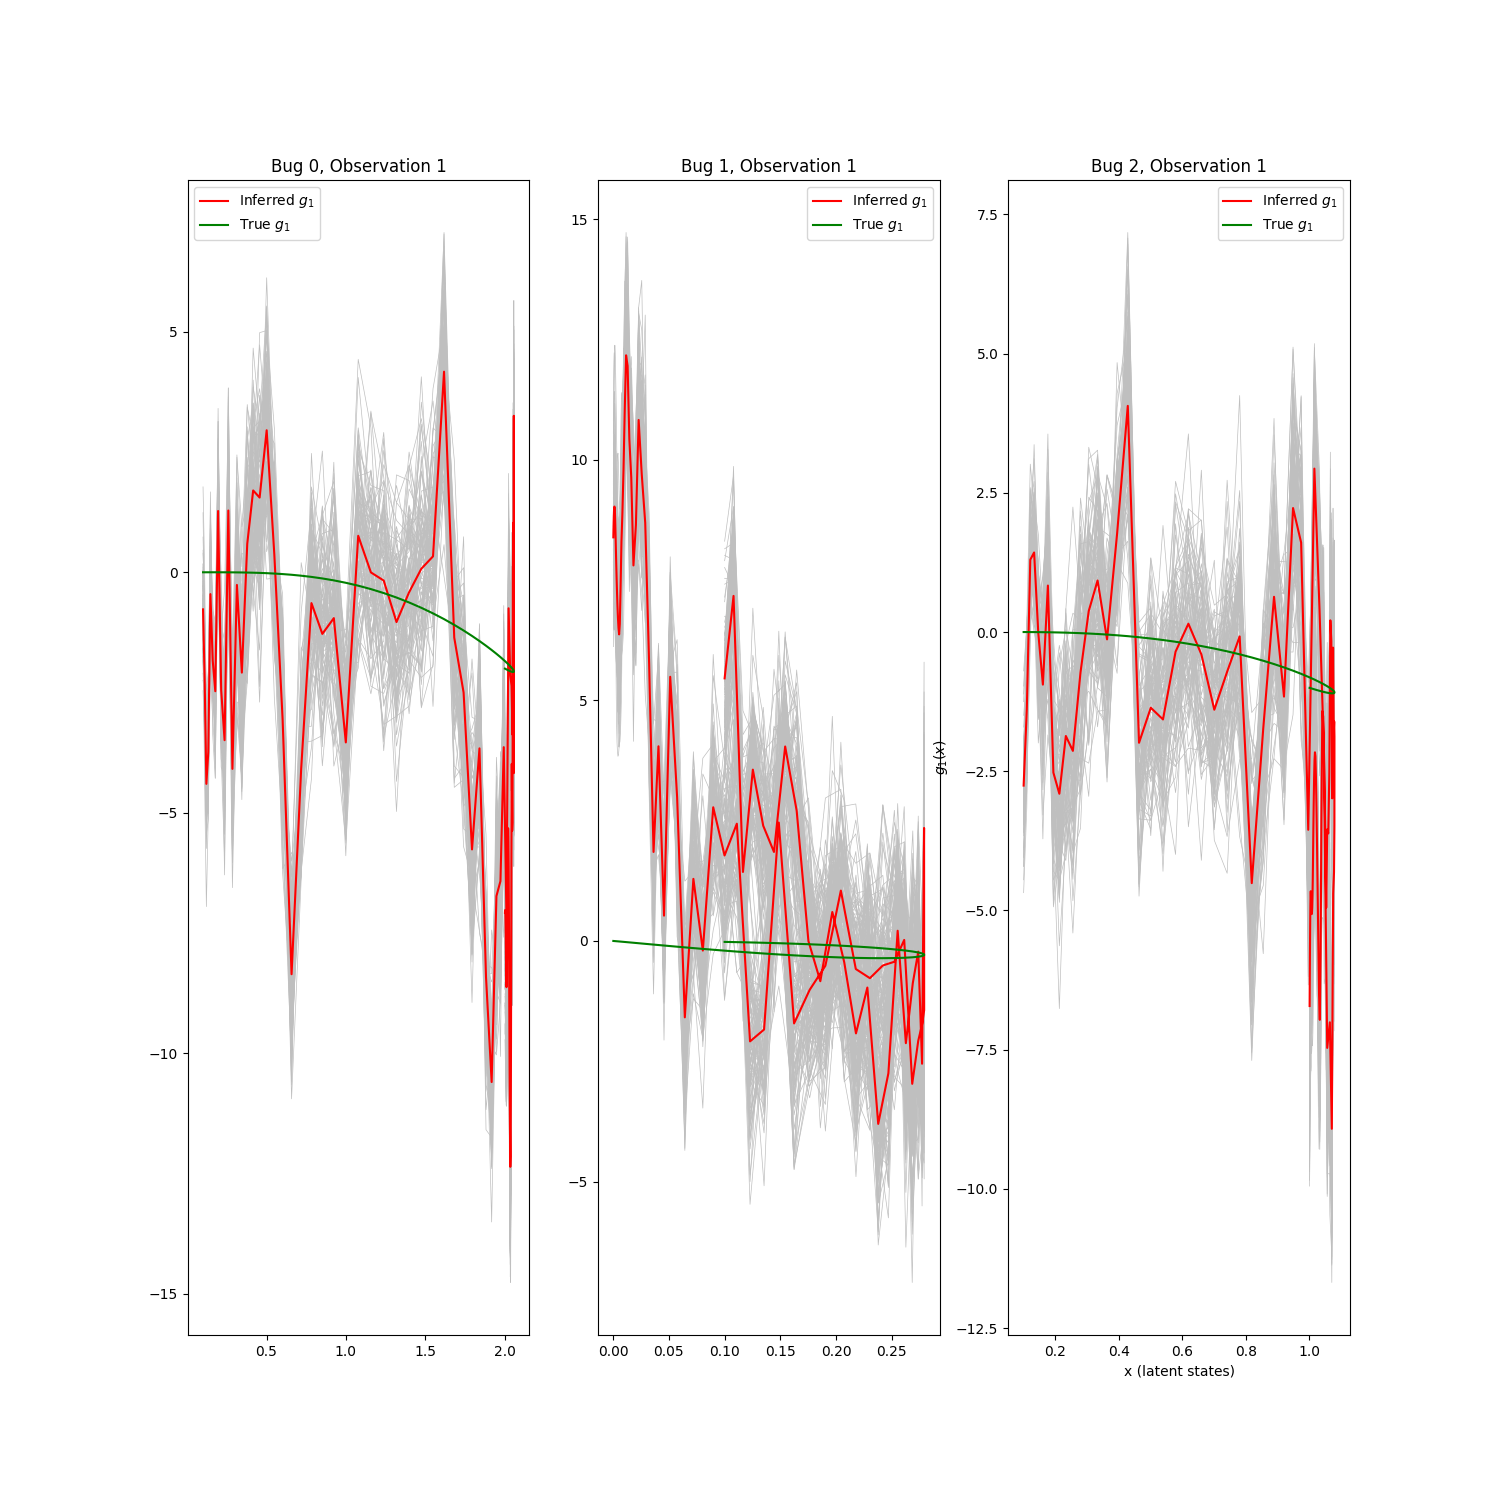 Bug 0, Observation 1
Inferred g₁
True g₁
5
0
−5
−10
−15
0.5 1.0 1.5 2.0
Bug 1, Observation 1
Inferred g₁
True g₁
15
10
5
0
−5
0.00 0.05 0.10 0.15 0.20 0.25
Bug 2, Observation 1
Inferred g₁
True g₁
g₁(x)
7.5
5.0
2.5
0.0
−2.5
−5.0
−7.5
−10.0
−12.5
0.2 0.4 0.6 0.8 1.0
x (latent states)